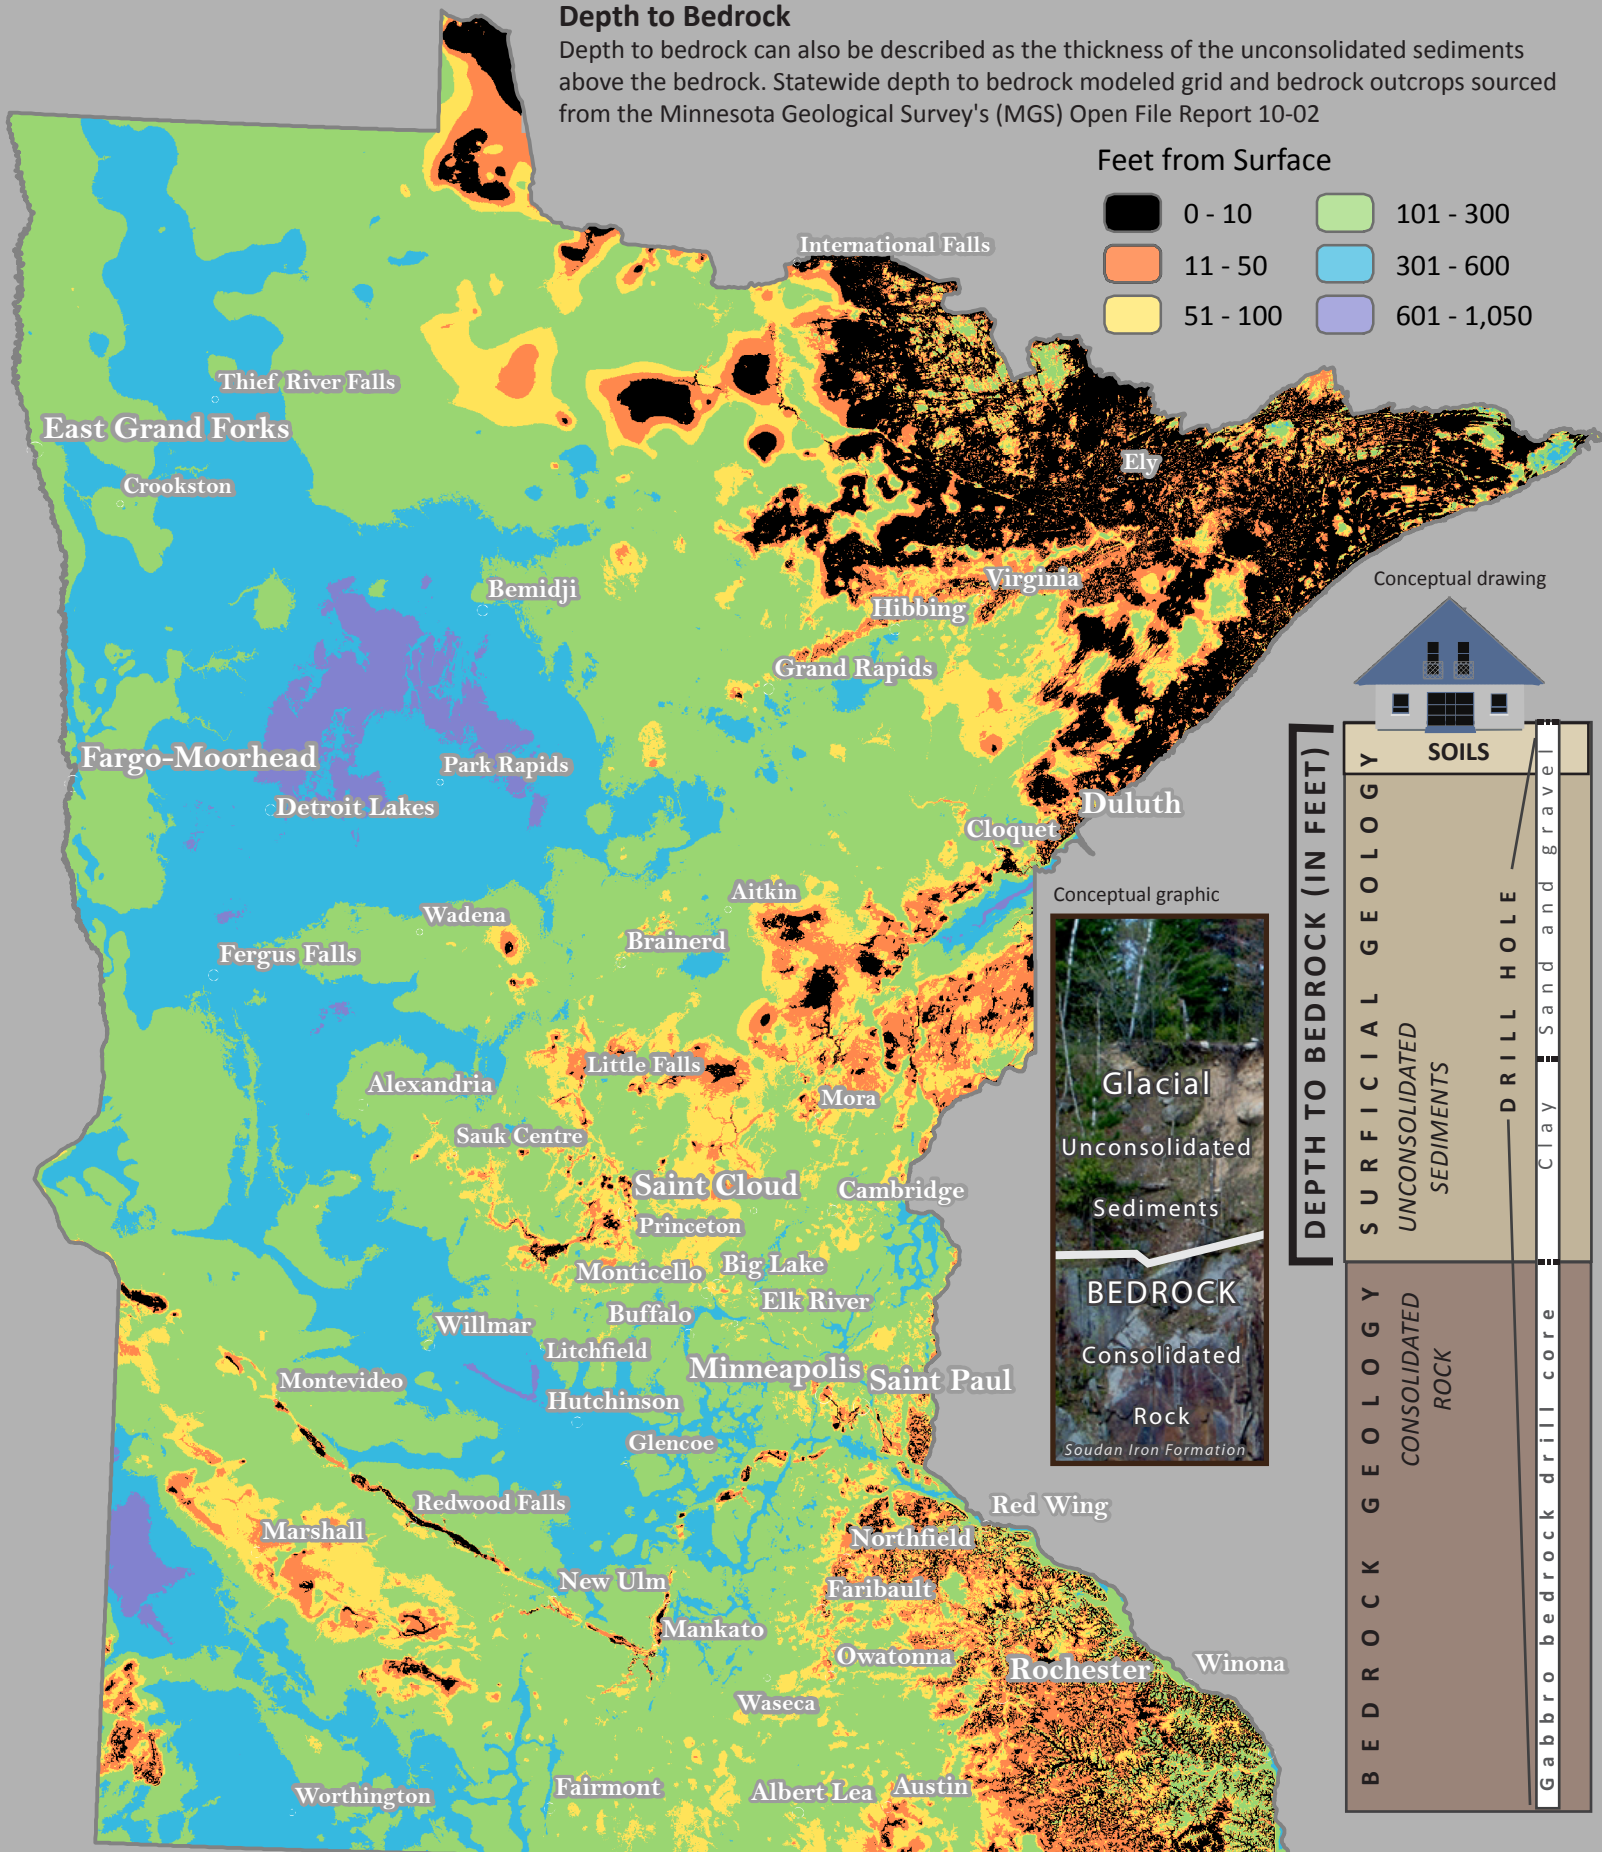 Depth to Bedrock
Depth to bedrock can also be described as the thickness of the unconsolidated sediments
above the bedrock. Statewide depth to bedrock modeled grid and bedrock outcrops sourced
from the Minnesota Geological Survey's (MGS) Open File Report 10-02
Feet from Surface
0 - 10
101 - 300
11 - 50
301 - 600
51 - 100
601 - 1,050
International Falls
Thief River Falls
East Grand Forks
Crookston
Ely
Bemidji
Virginia
Hibbing
Grand Rapids
Fargo-Moorhead
Park Rapids
Detroit Lakes
Duluth
Cloquet
Aitkin
Wadena
Brainerd
Fergus Falls
Little Falls
Alexandria
Mora
Sauk Centre
Saint Cloud
Cambridge
Princeton
Monticello
Big Lake
Elk River
Buffalo
Willmar
Litchfield
Minneapolis
Saint Paul
Montevideo
Hutchinson
Glencoe
Redwood Falls
Red Wing
Marshall
Northfield
New Ulm
Faribault
Mankato
Owatonna
Rochester
Winona
Waseca
Worthington
Fairmont
Albert Lea
Austin
Conceptual graphic
Glacial
Unconsolidated
Sediments
BEDROCK
Consolidated
Rock
Soudan Iron Formation
Conceptual drawing
SOILS
DEPTH TO BEDROCK (IN FEET)
SURFICIAL GEOLOGY
UNCONSOLIDATED
SEDIMENTS
DRILL HOLE
Sand and gravel
Clay
BEDROCK GEOLOGY
CONSOLIDATED
ROCK
Gabbro bedrock drill core